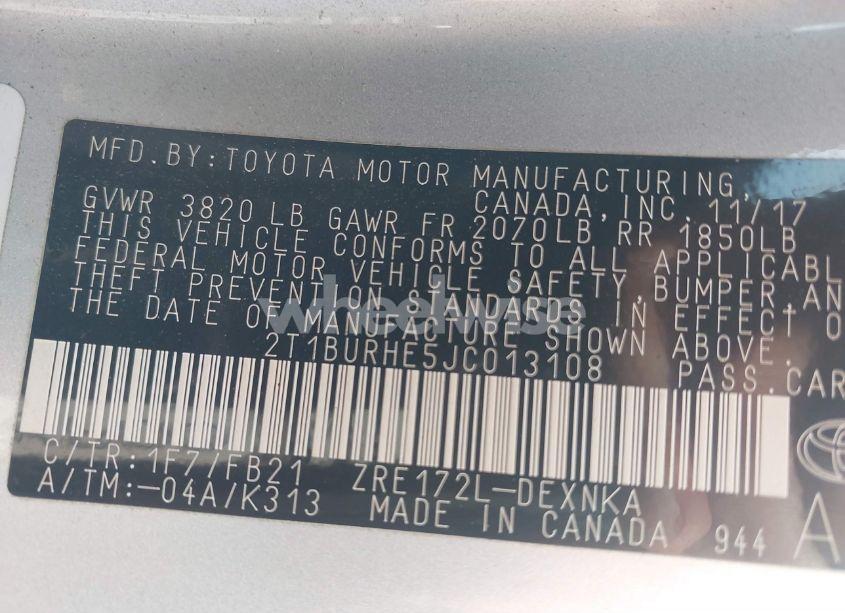 MFD.BY:TOYOTA MOTOR MANUFACTURING,
CANADA,INC. 11/17
GVWR 3820LB GAWR FR 2070LB,RR 1850LB
THIS VEHICLE CONFORMS TO ALL APPLICABL
FEDERAL MOTOR VEHICLE SAFETY,BUMPER,AN
THEFT PREVENTION STANDARDS IN EFFECT O
THE DATE OF MANUFACTURE SHOWN ABOVE.
wheelwise
2T1BURHE5JC013108 PASS.CAR
C/TR:1F7/FB21 ZRE172L-DEXNKA
A/TM:-04A/K313 MADE IN CANADA 944 A